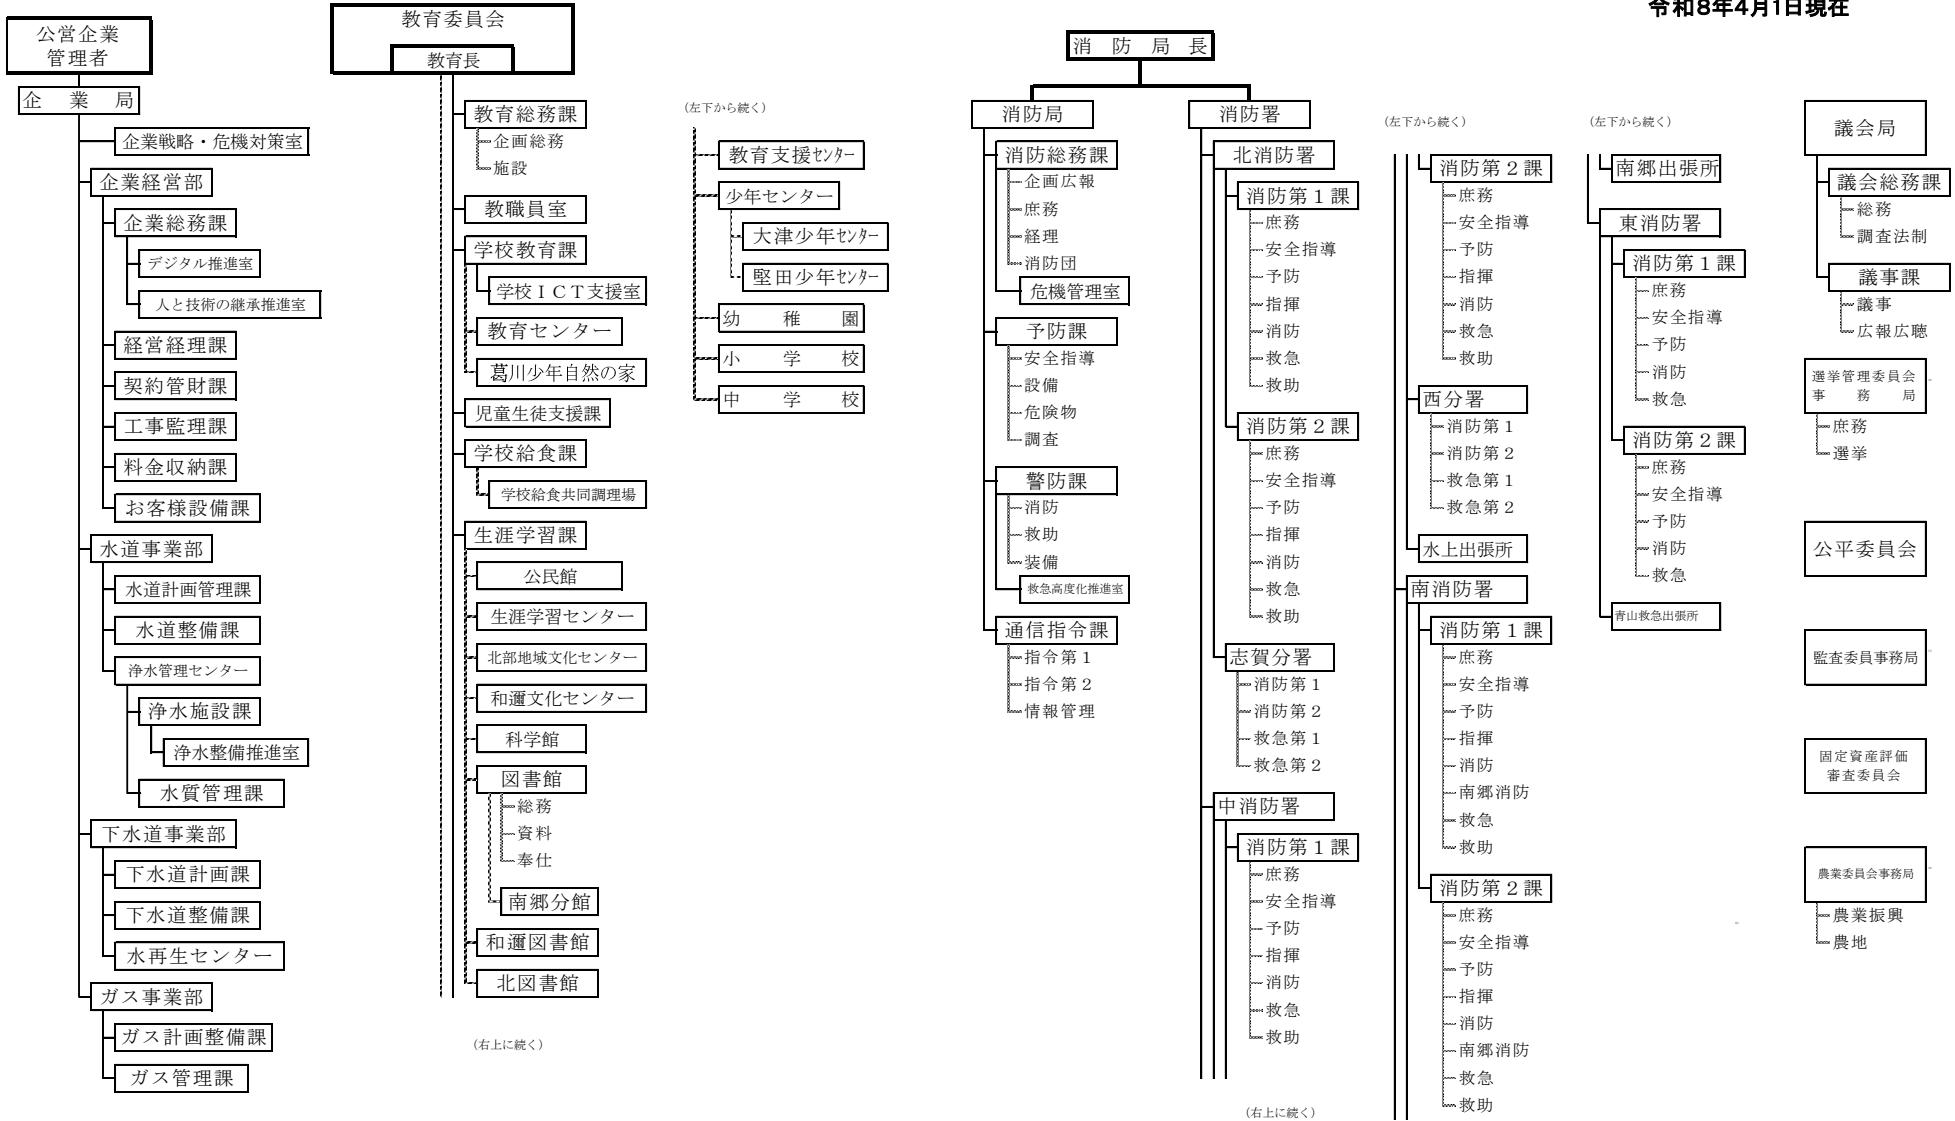 令和8年4月1日現在
公営企業
管理者
企　業　局
企業戦略・危機対策室
企業経営部
企業総務課
デジタル推進室
人と技術の継承推進室
経営経理課
契約管財課
工事監理課
料金収納課
お客様設備課
水道事業部
水道計画管理課
水道整備課
浄水管理センター
浄水施設課
浄水整備推進室
水質管理課
下水道事業部
下水道計画課
下水道整備課
水再生センター
ガス事業部
ガス計画整備課
ガス管理課
教育委員会
教育長
教育総務課
企画総務
施設
教職員室
学校教育課
学校ＩＣＴ支援室
教育センター
葛川少年自然の家
児童生徒支援課
学校給食課
学校給食共同調理場
生涯学習課
公民館
生涯学習センター
北部地域文化センター
和邇文化センター
科学館
図書館
総務
資料
奉仕
南郷分館
和邇図書館
北図書館
（右上に続く）
（左下から続く）
教育支援ｾﾝﾀｰ
少年センター
大津少年ｾﾝﾀｰ
堅田少年ｾﾝﾀｰ
幼　稚　園
小　学　校
中　学　校
消　防　局　長
消防局
消防総務課
企画広報
庶務
経理
消防団
危機管理室
予防課
安全指導
設備
危険物
調査
警防課
消防
救助
装備
救急高度化推進室
通信指令課
指令第１
指令第２
情報管理
消防署
北消防署
消防第１課
庶務
安全指導
予防
指揮
消防
救急
救助
消防第２課
庶務
安全指導
予防
指揮
消防
救急
救助
志賀分署
消防第１
消防第２
救急第１
救急第２
中消防署
消防第１課
庶務
安全指導
予防
指揮
消防
救急
救助
（右上に続く）
（左下から続く）
消防第２課
庶務
安全指導
予防
指揮
消防
救急
救助
西分署
消防第１
消防第２
救急第１
救急第２
水上出張所
南消防署
消防第１課
庶務
安全指導
予防
指揮
消防
南郷消防
救急
救助
消防第２課
庶務
安全指導
予防
指揮
消防
南郷消防
救急
救助
（左下から続く）
南郷出張所
東消防署
消防第１課
庶務
安全指導
予防
消防
救急
消防第２課
庶務
安全指導
予防
消防
救急
青山救急出張所
議会局
議会総務課
総務
調査法制
議事課
議事
広報広聴
選挙管理委員会
事　務　局
庶務
選挙
公平委員会
監査委員事務局
固定資産評価
審査委員会
農業委員会事務局
農業振興
農地